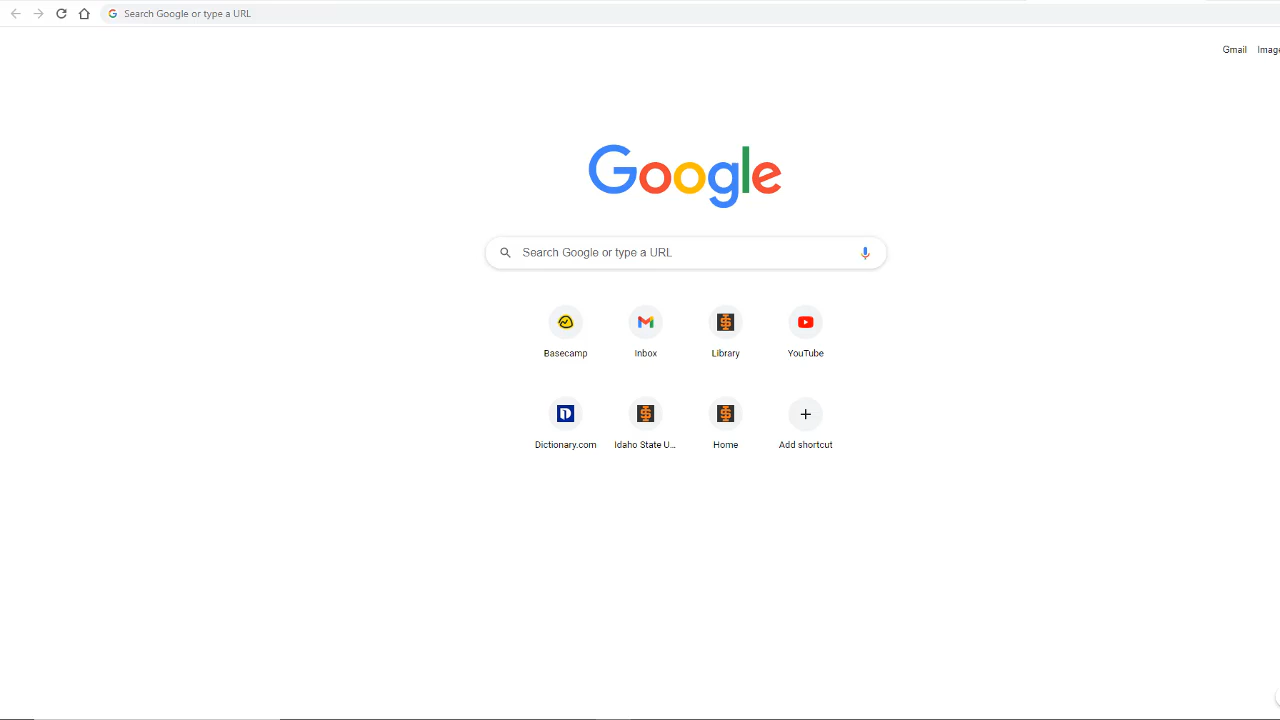 Search Google or type a URL
Gmail Image
Google
Search Google or type a URL
Basecamp Inbox Library YouTube
Dictionary.com Idaho State U... Home Add shortcut